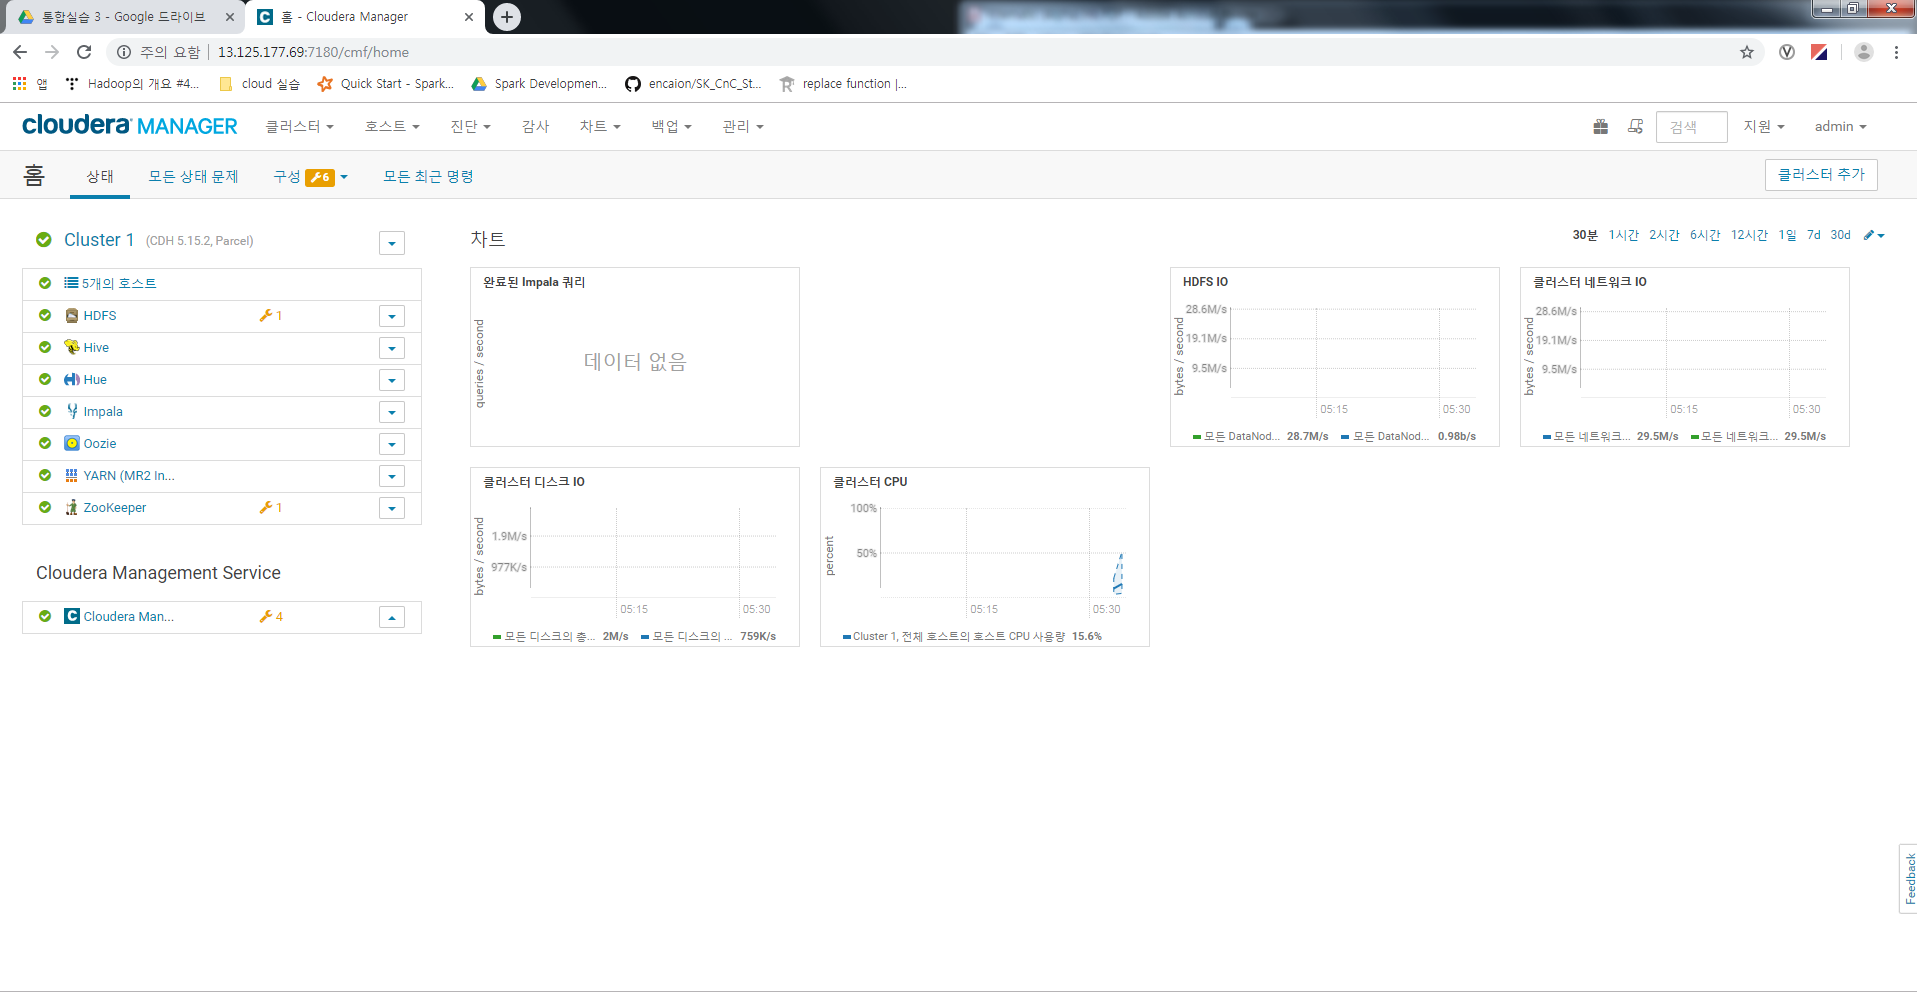 통합실습 3 - Google 드라이브
홈 - Cloudera Manager
주의 요함 13.125.177.69:7180/cmf/home
앱 Hadoop의 개요 #4... cloud 실습 Quick Start - Spark... Spark Developmen... encaion/SK_CnC_St... replace function |...
cloudera MANAGER 클러스터 호스트 진단 감사 차트 백업 관리 검색 지원 admin
홈 상태 모든 상태 문제 구성 6 모든 최근 명령 클러스터 추가
Cluster 1 (CDH 5.15.2, Parcel)
5개의 호스트
HDFS 1
Hive
Hue
Impala
Oozie
YARN (MR2 In...
ZooKeeper 1
Cloudera Management Service
Cloudera Man... 4
차트
30분 1시간 2시간 6시간 12시간 1일 7d 30d
완료된 Impala 쿼리
queries / second
데이터 없음
HDFS IO
bytes / second
28.6M/s
19.1M/s
9.5M/s
05:15 05:30
모든 DataNod... 28.7M/s 모든 DataNod... 0.98b/s
클러스터 네트워크 IO
bytes / second
28.6M/s
19.1M/s
9.5M/s
05:15 05:30
모든 네트워크... 29.5M/s 모든 네트워크... 29.5M/s
클러스터 디스크 IO
bytes / second
1.9M/s
977K/s
05:15 05:30
모든 디스크의 총... 2M/s 모든 디스크의 ... 759K/s
클러스터 CPU
percent
100%
50%
05:15 05:30
Cluster 1, 전체 호스트의 호스트 CPU 사용량 15.6%
Feedback